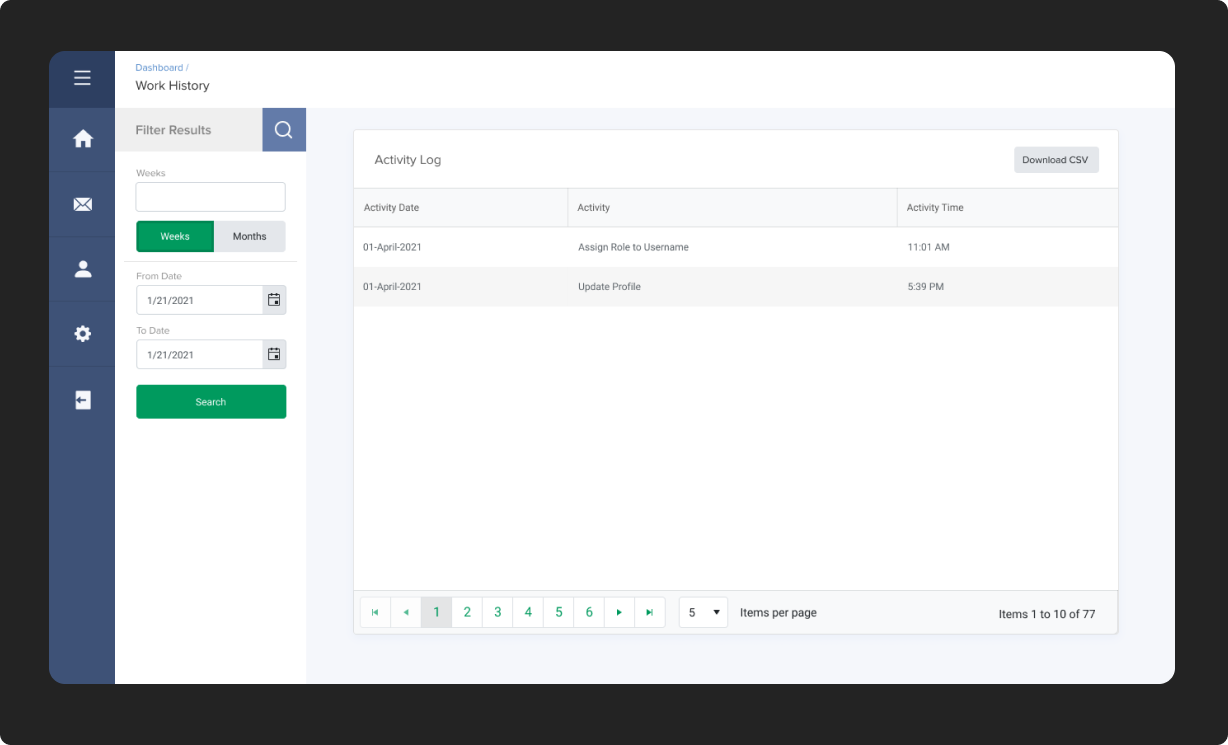 Dashboard /
Work History
Filter Results
Weeks
Weeks Months
From Date
1/21/2021
To Date
1/21/2021
Search
Activity Log
Download CSV
Activity Date Activity Activity Time
01-April-2021 Assign Role to Username 11:01 AM
01-April-2021 Update Profile 5:39 PM
1 2 3 4 5 6 5 Items per page Items 1 to 10 of 77